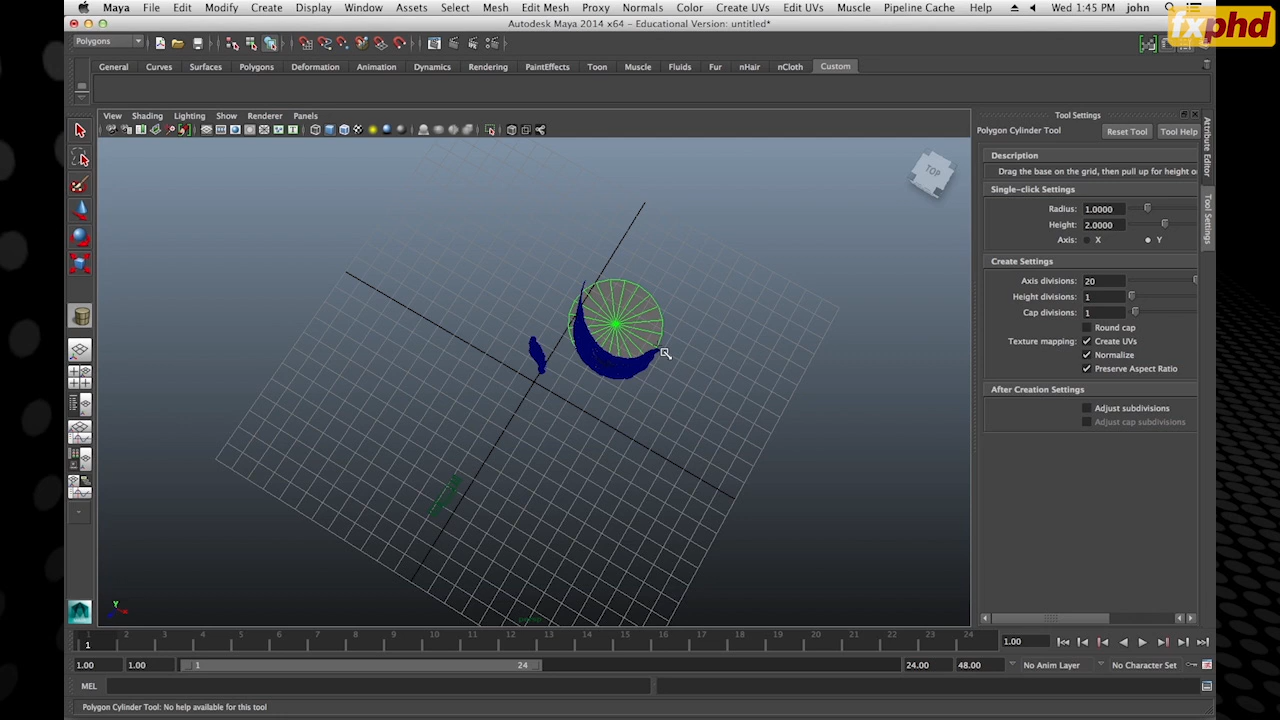 Maya File Edit Modify Create Display Window Assets Select Mesh Edit Mesh Proxy Normals Color Create UVs Edit UVs Muscle Pipeline Cache Help Wed 1:45 PM john
Autodesk Maya 2014 x64 - Educational Version: untitled*
fxphd
Polygons
General Curves Surfaces Polygons Deformation Animation Dynamics Rendering PaintEffects Toon Muscle Fluids Fur nHair nCloth Custom
View Shading Lighting Show Renderer Panels
TOP
Tool Settings
Polygon Cylinder Tool Reset Tool Tool Help
Description
Drag the base on the grid, then pull up for height o
Single-click Settings
Radius: 1.0000
Height: 2.0000
Axis: X Y
Create Settings
Axis divisions: 20
Height divisions: 1
Cap divisions: 1
Round cap
Texture mapping: Create UVs
Normalize
Preserve Aspect Ratio
After Creation Settings
Adjust subdivisions
Adjust cap subdivisions
Attribute Editor
Tool Settings
Y
persp
1 2 3 4 5 6 7 8 9 10 11 12 13 14 15 16 17 18 19 20 21 22 23 24
1 1.00
1.00 1.00 1 24 24.00 48.00 No Anim Layer No Character Set
MEL
Polygon Cylinder Tool: No help available for this tool